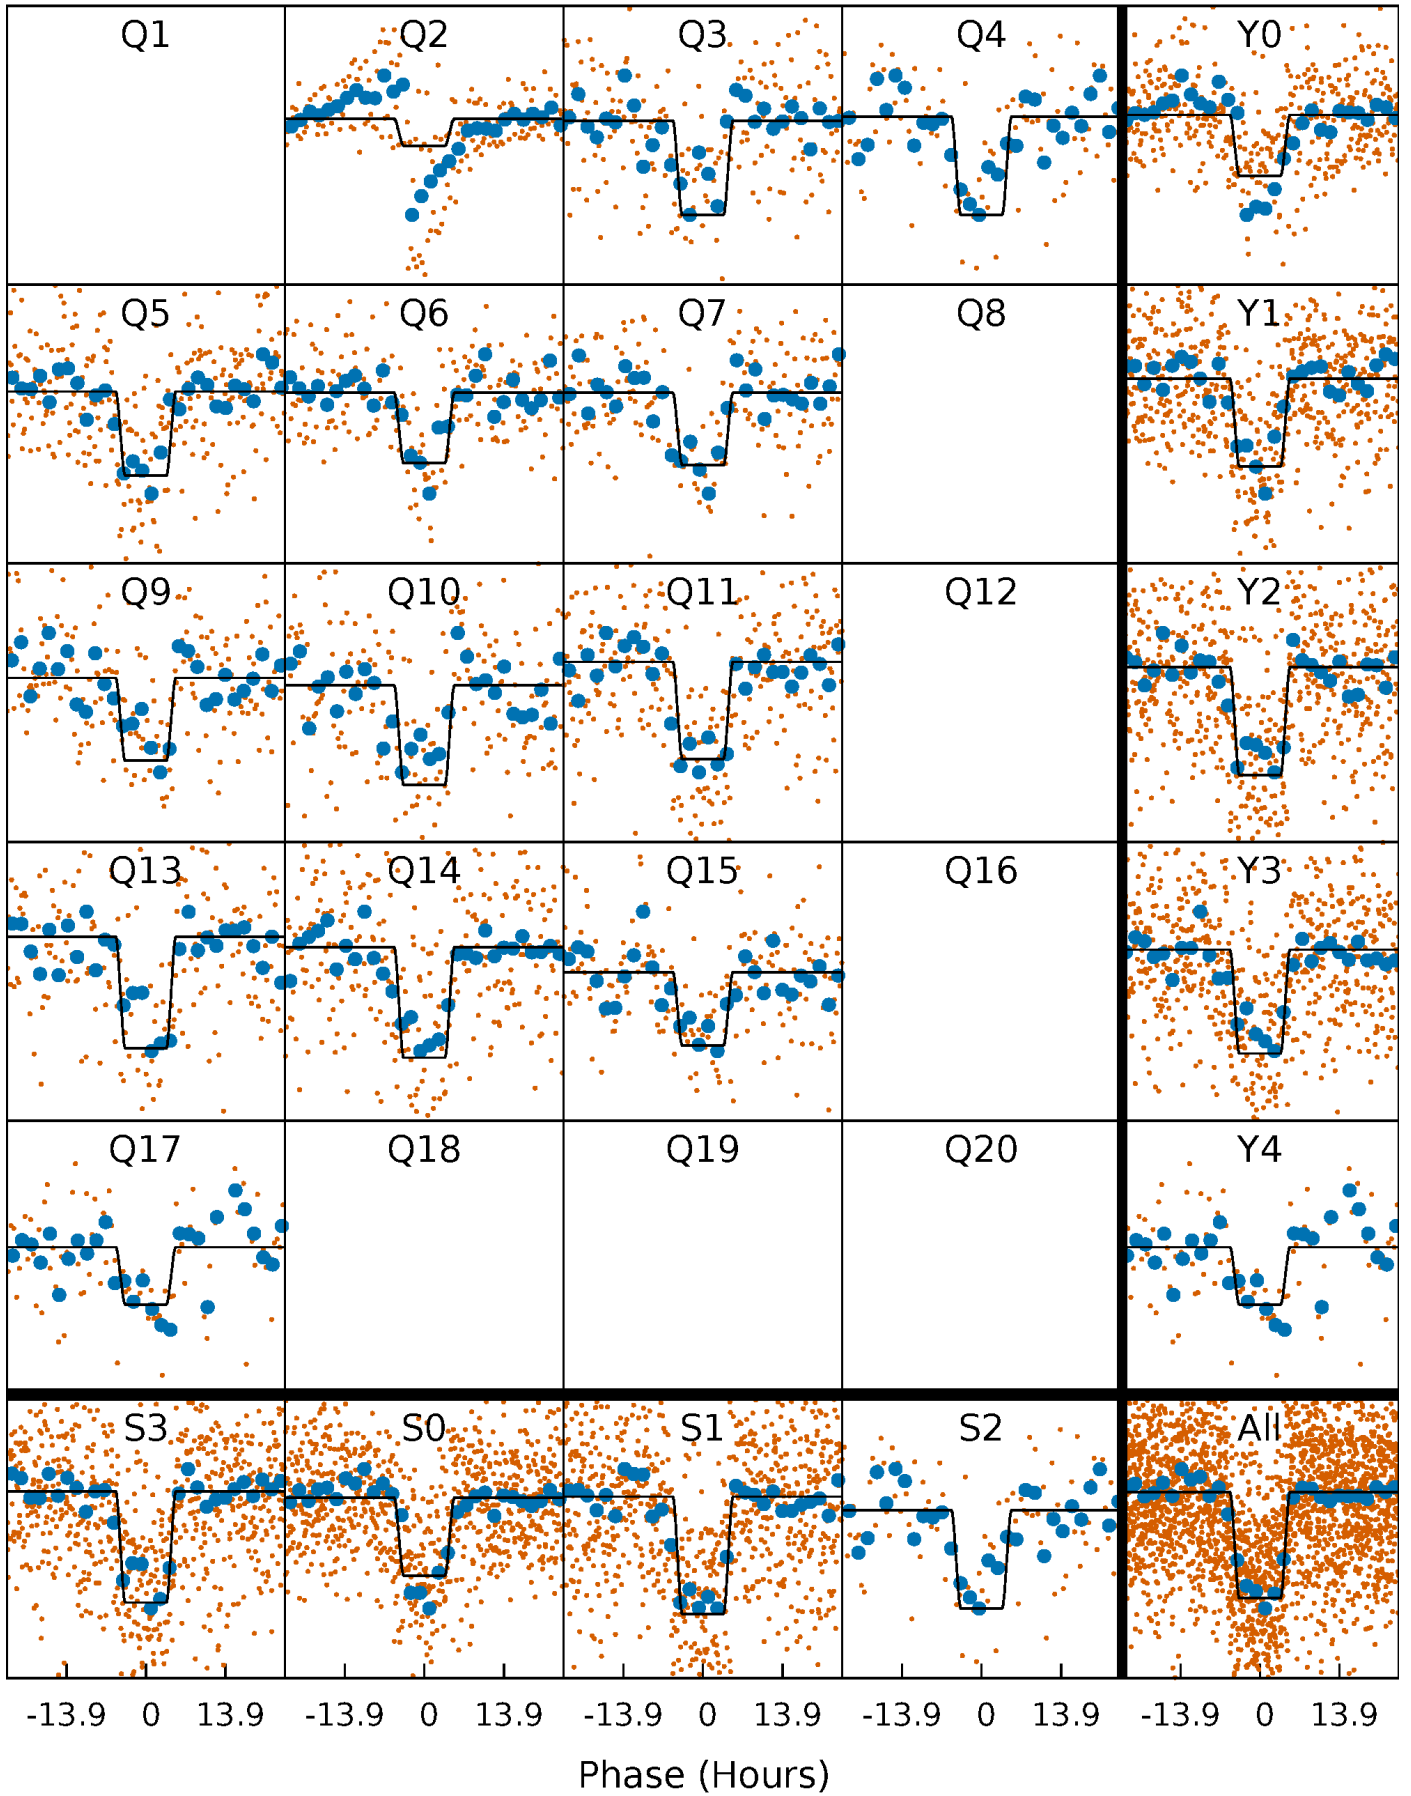 Q1 Q2 Q3 Q4 Y0
Q5 Q6 Q7 Q8 Y1
Q9 Q10 Q11 Q12 Y2
Q13 Q14 Q15 Q16 Y3
Q17 Q18 Q19 Q20 Y4
S3 S0 S1 S2 All
-13.9 0 13.9 -13.9 0 13.9 -13.9 0 13.9 -13.9 0 13.9 -13.9 0 13.9
Phase (Hours)